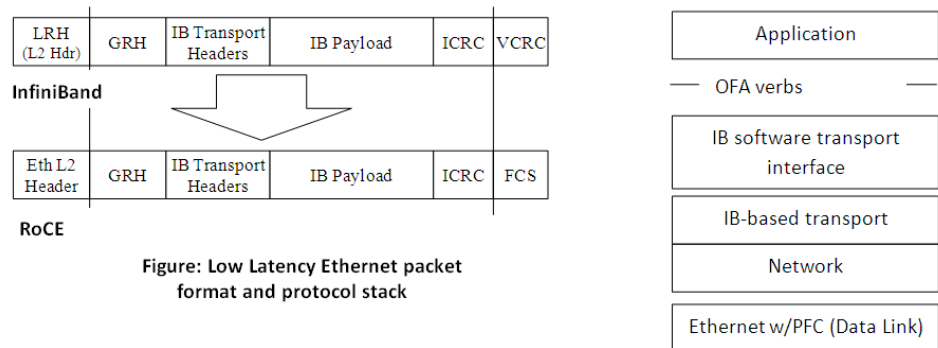 LRH
(L2 Hdr)
GRH
IB Transport
Headers
IB Payload
ICRC
VCRC
InfiniBand
Eth L2
Header
GRH
IB Transport
Headers
IB Payload
ICRC
FCS
RoCE
Figure: Low Latency Ethernet packet
format and protocol stack
Application
OFA verbs
IB software transport
interface
IB-based transport
Network
Ethernet w/PFC (Data Link)